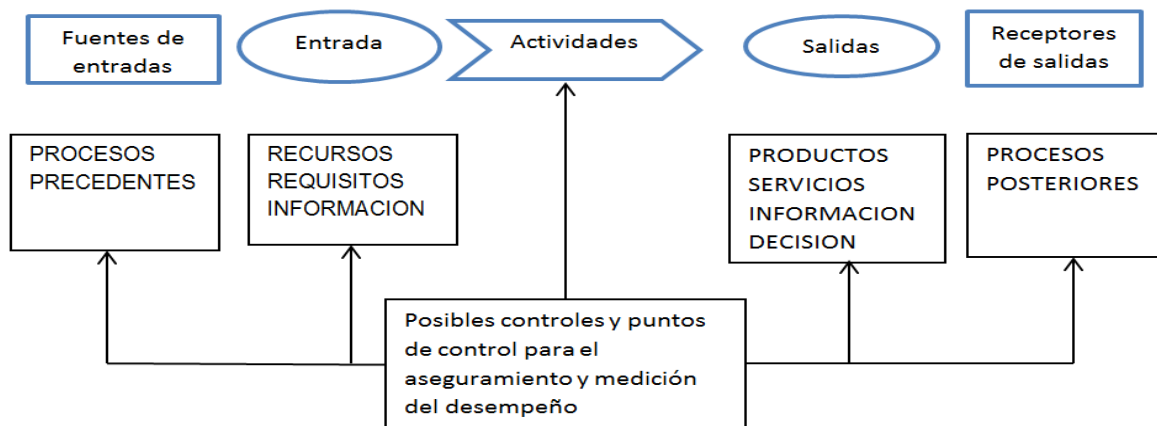 Fuentes de
entradas
Entrada
Actividades
Salidas
Receptores
de salidas
PROCESOS
PRECEDENTES
RECURSOS
REQUISITOS
INFORMACION
PRODUCTOS
SERVICIOS
INFORMACION
DECISION
PROCESOS
POSTERIORES
Posibles controles y puntos
de control para el
aseguramiento y medición
del desempeño